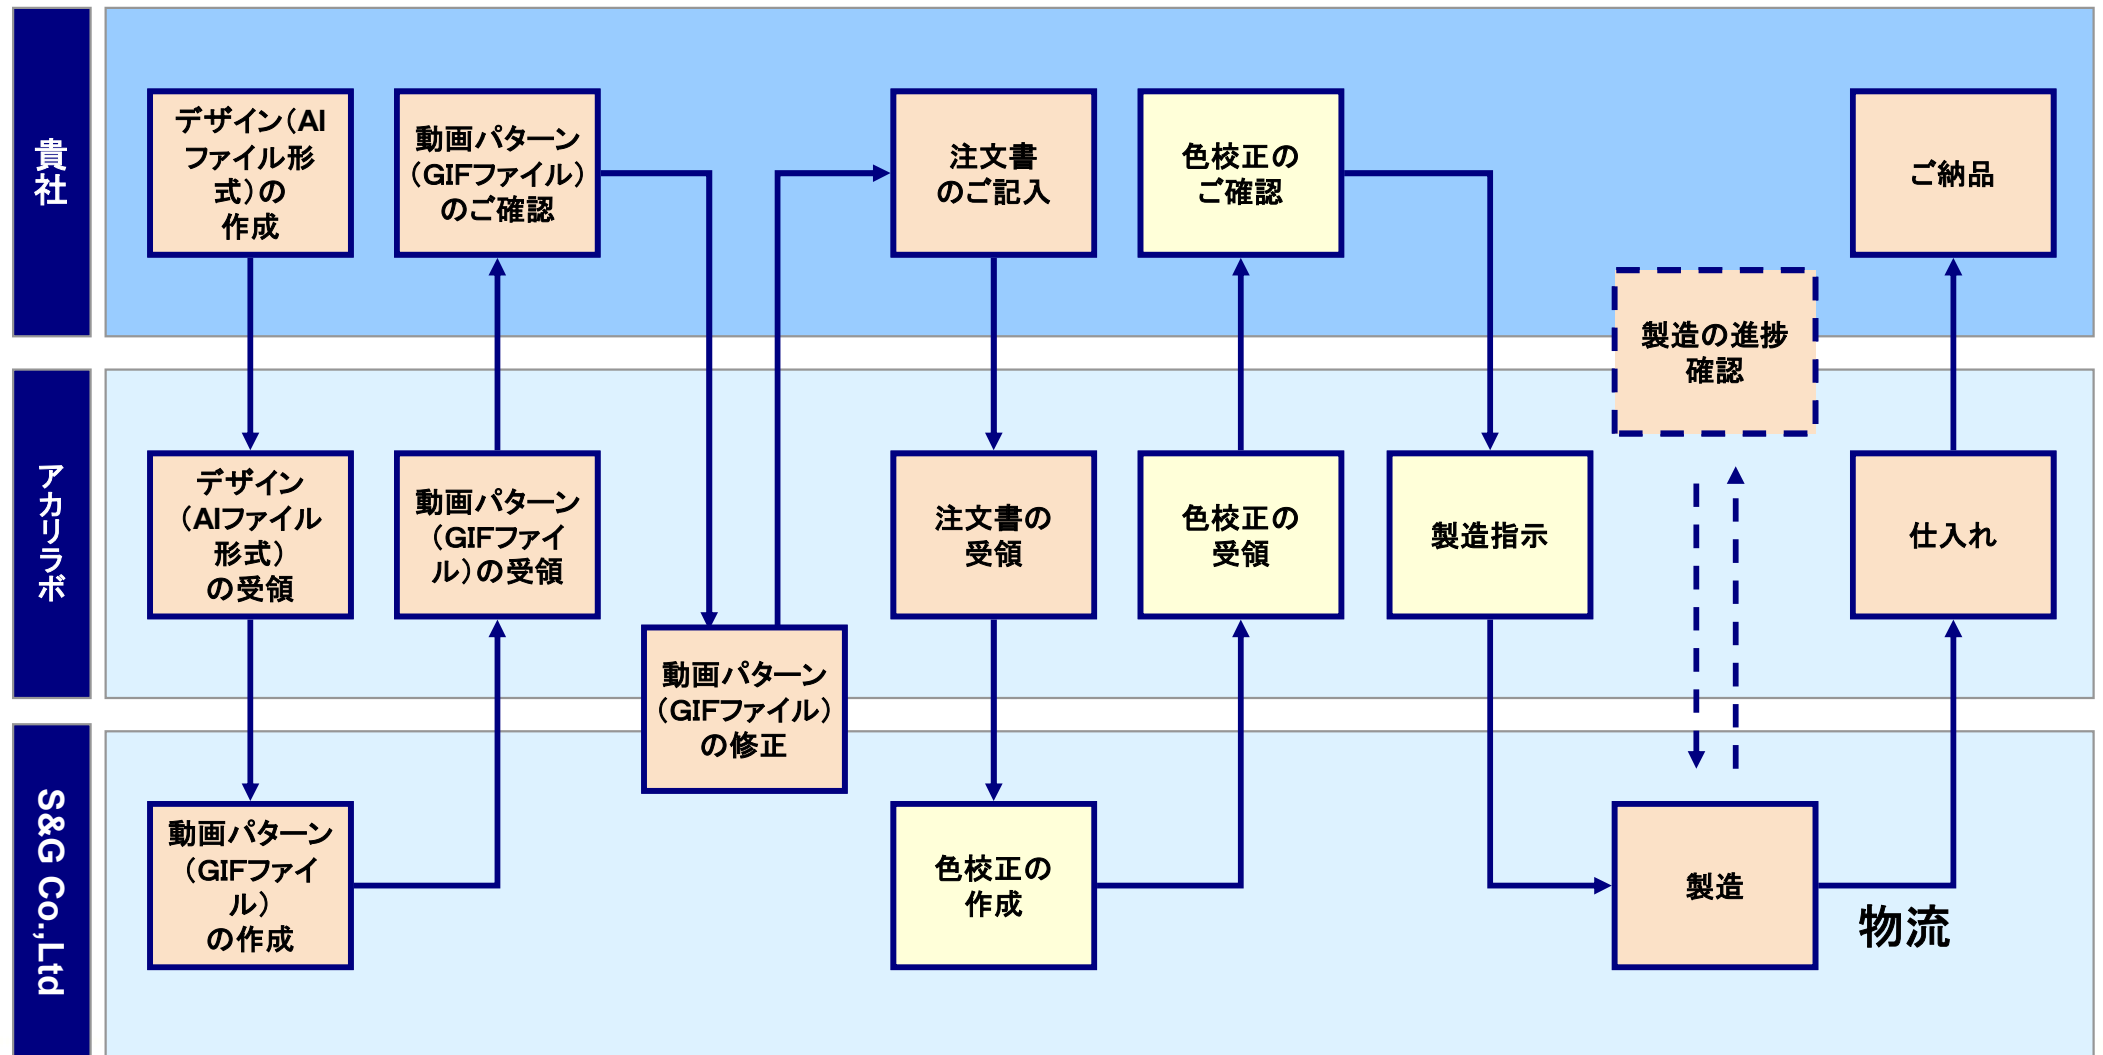 貴社
デザイン（AI
ファイル形
式）の
作成
動画パターン
（GIFファイル）
のご確認
注文書
のご記入
色校正の
ご確認
ご納品
製造の進捗
確認
アカリラボ
デザイン
（AIファイル
形式）
の受領
動画パターン
（GIFファイ
ル）の受領
注文書の
受領
色校正の
受領
製造指示
仕入れ
動画パターン
（GIFファイル）
の修正
S&G Co.,Ltd
動画パターン
（GIFファイ
ル）
の作成
色校正の
作成
製造
物流